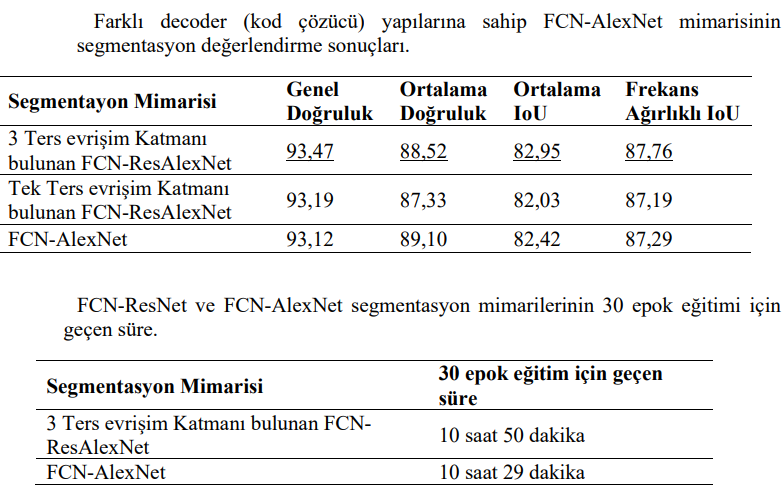 Farklı decoder (kod çözücü) yapılarına sahip FCN-AlexNet mimarisinin
segmentasyon değerlendirme sonuçları.
Segmentayon Mimarisi Genel Doğruluk Ortalama Doğruluk Ortalama IoU Frekans Ağırlıklı IoU
3 Ters evrişim Katmanı
bulunan FCN-ResAlexNet 93,47 88,52 82,95 87,76
Tek Ters evrişim Katmanı
bulunan FCN-ResAlexNet 93,19 87,33 82,03 87,19
FCN-AlexNet 93,12 89,10 82,42 87,29
FCN-ResNet ve FCN-AlexNet segmentasyon mimarilerinin 30 epok eğitimi için
geçen süre.
Segmentasyon Mimarisi 30 epok eğitim için geçen süre
3 Ters evrişim Katmanı bulunan FCN-
ResAlexNet 10 saat 50 dakika
FCN-AlexNet 10 saat 29 dakika